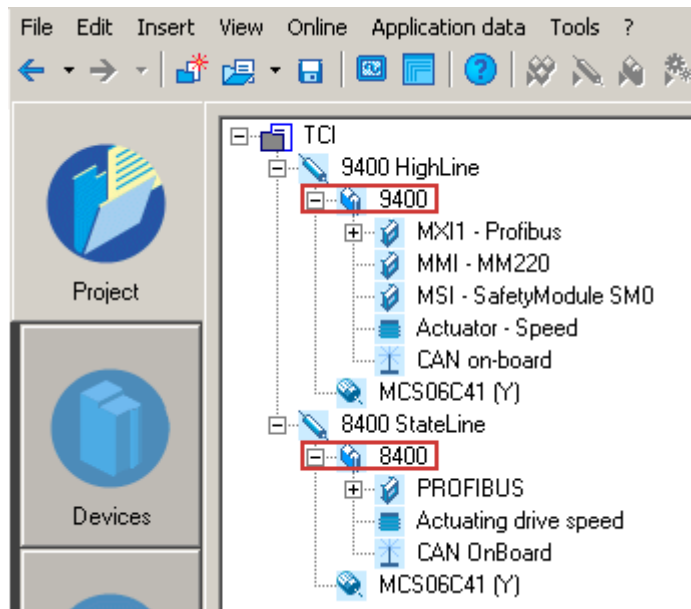 File Edit Insert View Online Application data Tools ?
TCI
9400 HighLine
9400
MXI1 - Profibus
MMI - MM220
MSI - SafetyModule SM0
Actuator - Speed
CAN on-board
MCS06C41 (Y)
8400 StateLine
8400
PROFIBUS
Actuating drive speed
CAN OnBoard
MCS06C41 (Y)
Project
Devices